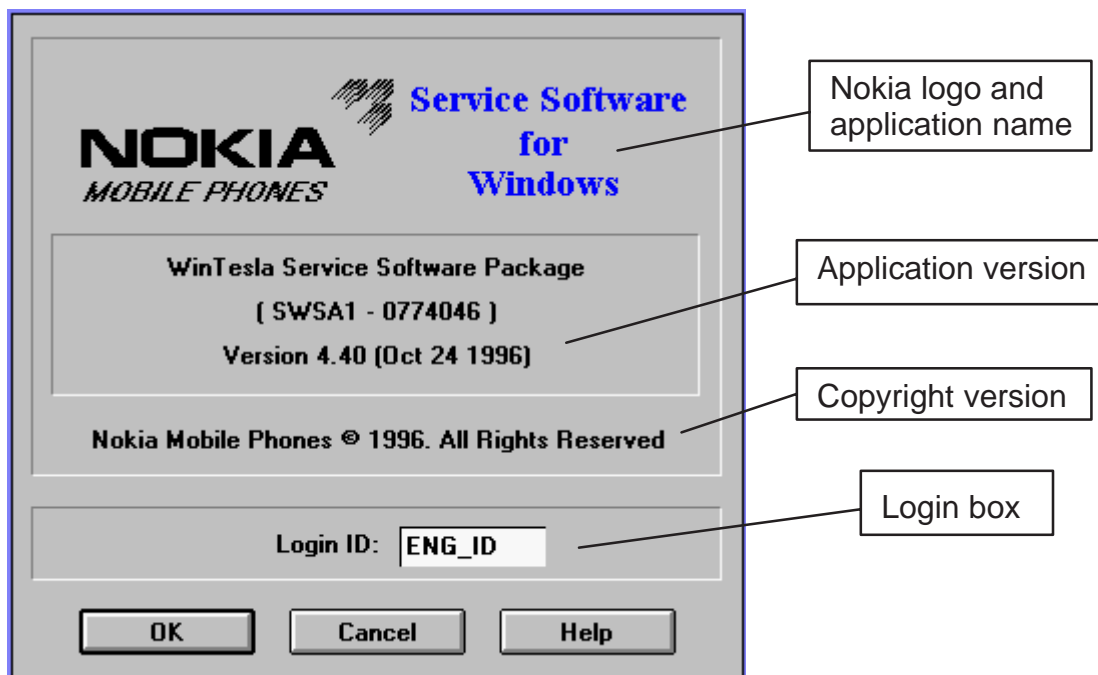 NOKIA
MOBILE PHONES
Service Software
for
Windows
WinTesla Service Software Package
( SWSA1 - 0774046 )
Version 4.40 (Oct 24 1996)
Nokia Mobile Phones © 1996. All Rights Reserved
Login ID: ENG_ID
OK Cancel Help
Nokia logo and
application name
Application version
Copyright version
Login box